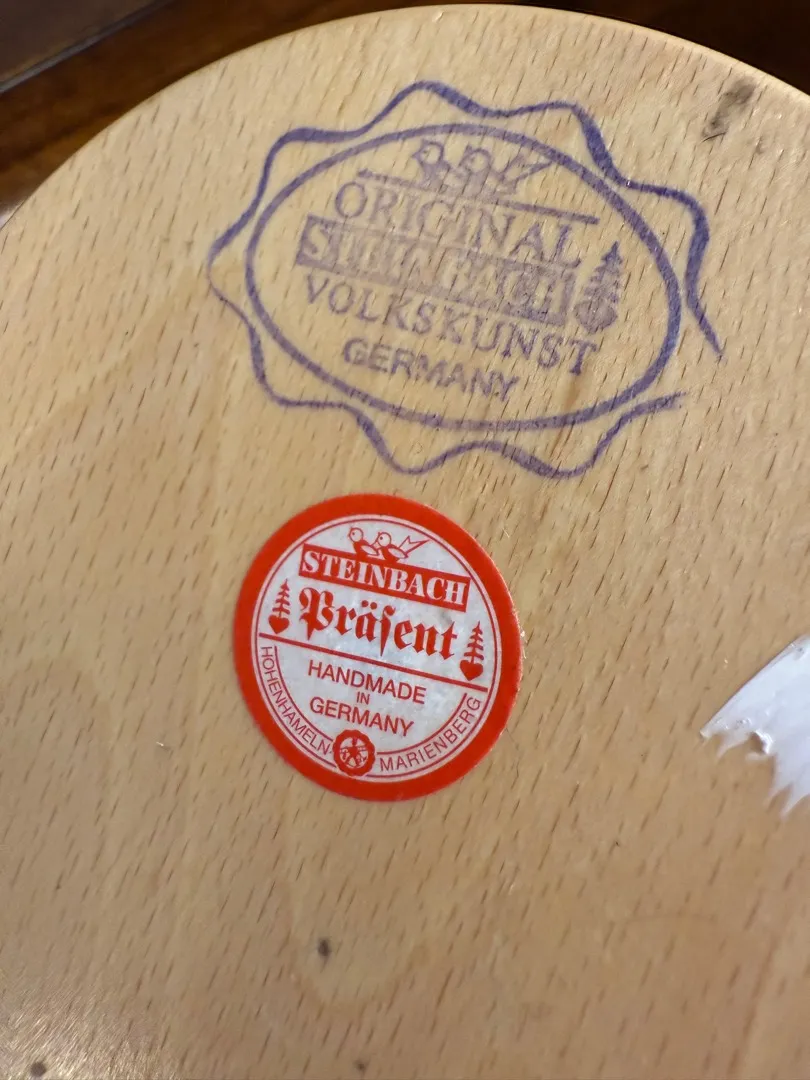 ORIGINAL
STEINBACH
VOLKSKUNST
GERMANY
STEINBACH
Präſent
HANDMADE
IN
GERMANY
HOHENHAMELN
MARIENBERG